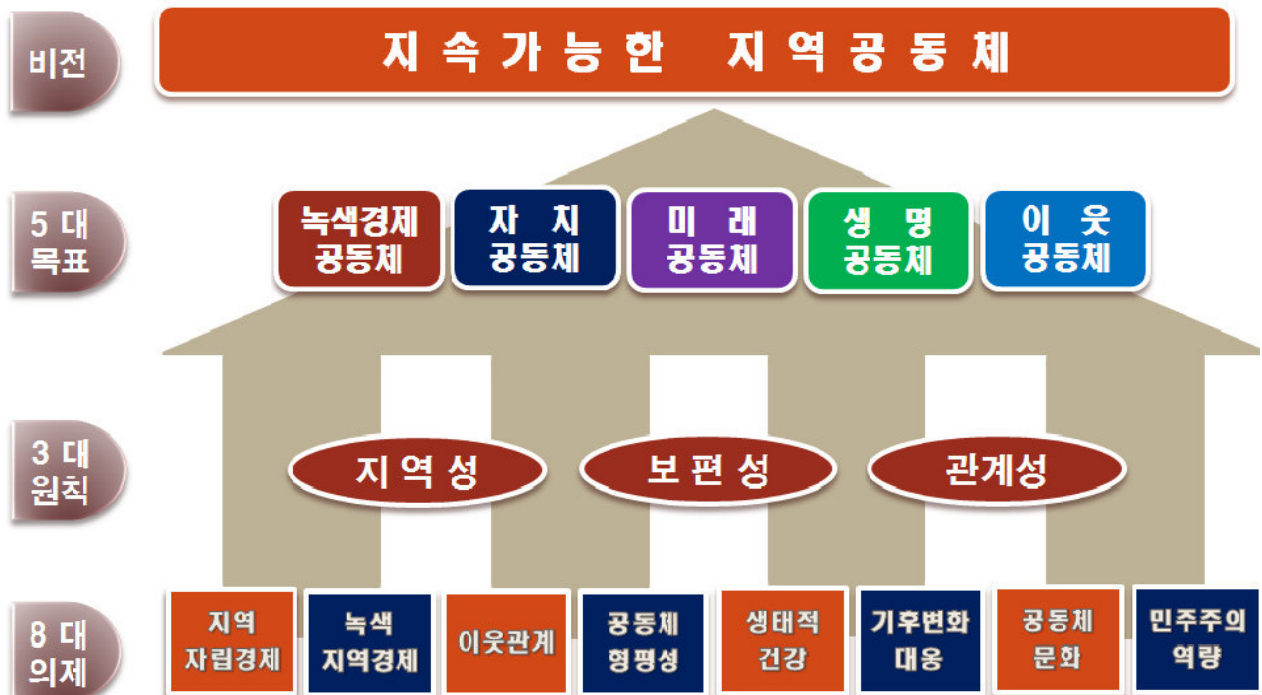 비전
지속가능한 지역공동체
5 대
목표
녹색경제
공동체
자 치
공동체
미 래
공동체
생 명
공동체
이 웃
공동체
3 대
원칙
지역성
보편성
관계성
8 대
의제
지역
자립경제
녹색
지역경제
이웃관계
공동체
형평성
생태적
건강
기후변화
대응
공동체
문화
민주주의
역량